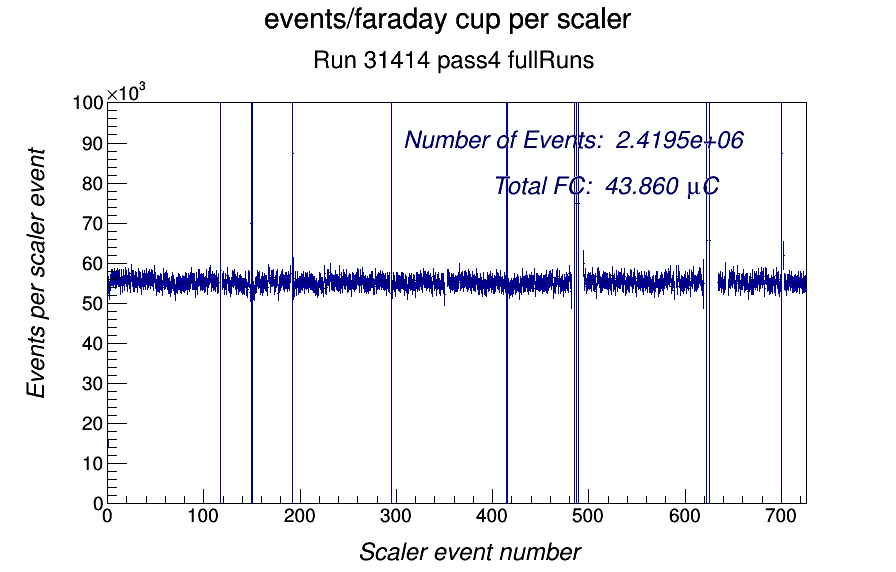 events/faraday cup per scaler
Run 31414 pass4 fullRuns
×10³
100
90
80
70
60
50
40
30
20
10
0
Events per scaler event
Number of Events: 2.4195e+06
Total FC: 43.860 μC
0 100 200 300 400 500 600 700
Scaler event number